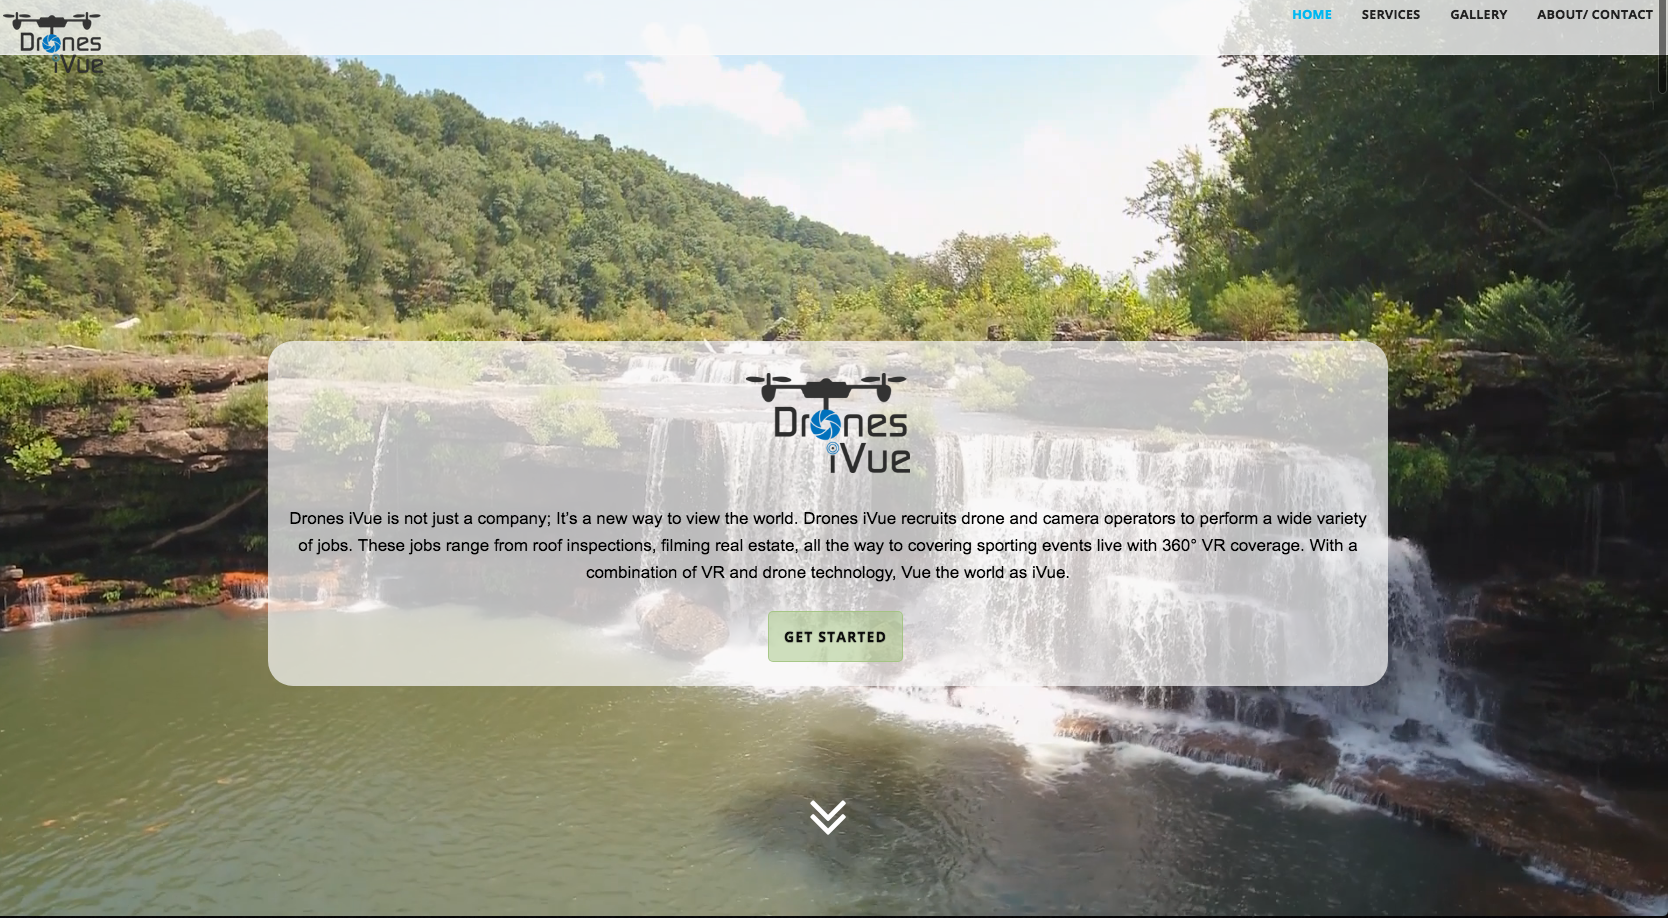 Drones
iVue
HOME SERVICES GALLERY ABOUT/ CONTACT
Drones
iVue
Drones iVue is not just a company; It’s a new way to view the world. Drones iVue recruits drone and camera operators to perform a wide variety
of jobs. These jobs range from roof inspections, filming real estate, all the way to covering sporting events live with 360° VR coverage. With a
combination of VR and drone technology, Vue the world as iVue.
GET STARTED